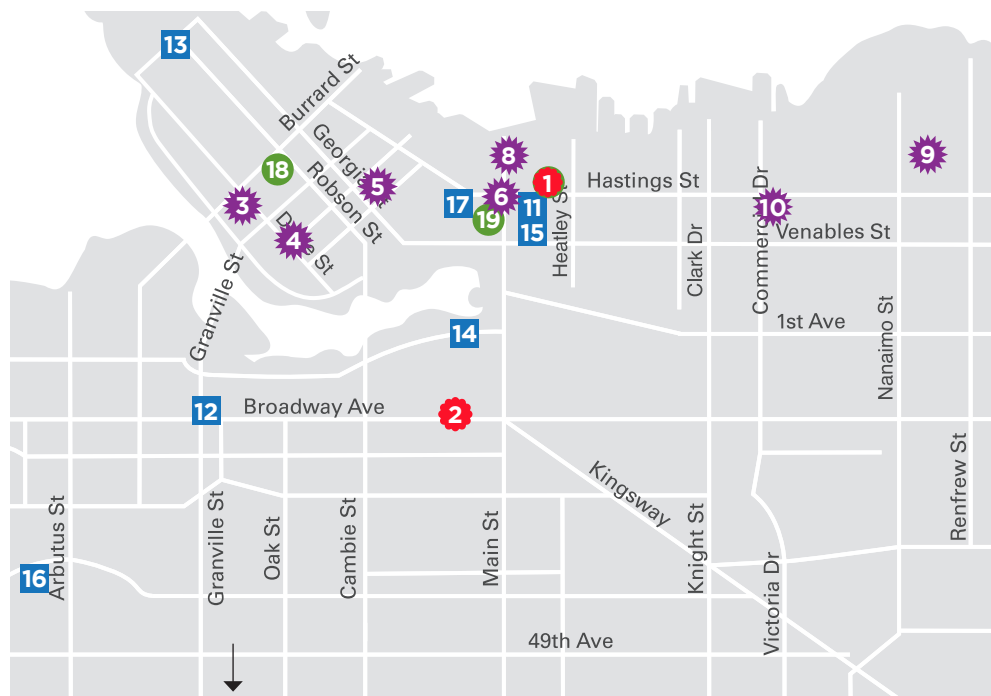 13
Burrard St
Georgia St
Robson St
18
5
8
9
1
Hastings St
6
3
17
11
10
19
15
4
Venables St
Heatley St
Clark Dr
Commercial Dr
Granville St
14
1st Ave
Nanaimo St
12
Broadway Ave
2
Kingsway
Renfrew St
Arbutus St
Granville St
Oak St
Cambie St
Main St
Knight St
16
Victoria Dr
49th Ave